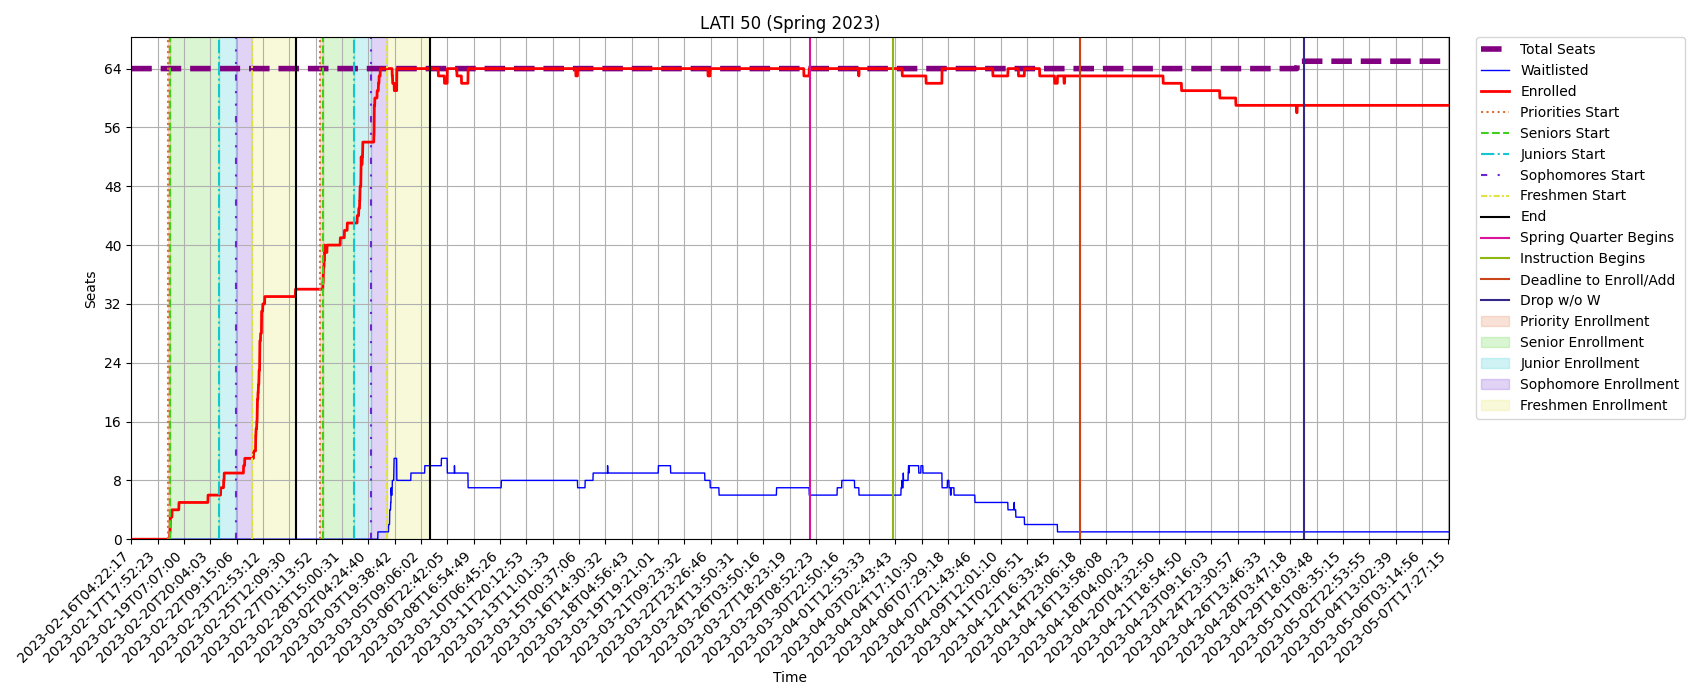 LATI 50 (Spring 2023)
Seats
64
56
48
40
32
24
16
8
0
2023-02-16T04:22:17
2023-02-17T17:52:23
2023-02-19T07:07:00
2023-02-20T20:04:03
2023-02-22T09:15:06
2023-02-23T22:53:12
2023-02-25T12:09:30
2023-02-27T01:13:52
2023-02-28T15:00:31
2023-03-02T04:24:40
2023-03-03T19:38:42
2023-03-05T09:06:02
2023-03-06T22:42:05
2023-03-08T16:54:49
2023-03-10T06:45:26
2023-03-11T20:12:53
2023-03-13T11:01:33
2023-03-15T00:37:06
2023-03-16T14:30:32
2023-03-18T04:56:43
2023-03-19T19:21:01
2023-03-21T09:23:32
2023-03-22T23:26:46
2023-03-24T13:50:31
2023-03-26T03:50:16
2023-03-27T18:23:19
2023-03-29T08:52:23
2023-03-30T22:50:16
2023-04-01T12:53:33
2023-04-03T02:43:43
2023-04-04T17:10:30
2023-04-06T07:29:18
2023-04-07T21:43:46
2023-04-09T12:01:10
2023-04-11T02:06:51
2023-04-12T16:33:45
2023-04-14T23:06:18
2023-04-16T13:58:08
2023-04-18T04:00:23
2023-04-20T04:32:50
2023-04-21T18:54:50
2023-04-23T09:16:03
2023-04-24T23:30:57
2023-04-26T13:46:33
2023-04-28T03:47:18
2023-04-29T18:03:48
2023-05-01T08:35:15
2023-05-02T22:53:55
2023-05-04T13:02:39
2023-05-06T03:14:56
2023-05-07T17:27:15
Time
Total Seats
Waitlisted
Enrolled
Priorities Start
Seniors Start
Juniors Start
Sophomores Start
Freshmen Start
End
Spring Quarter Begins
Instruction Begins
Deadline to Enroll/Add
Drop w/o W
Priority Enrollment
Senior Enrollment
Junior Enrollment
Sophomore Enrollment
Freshmen Enrollment